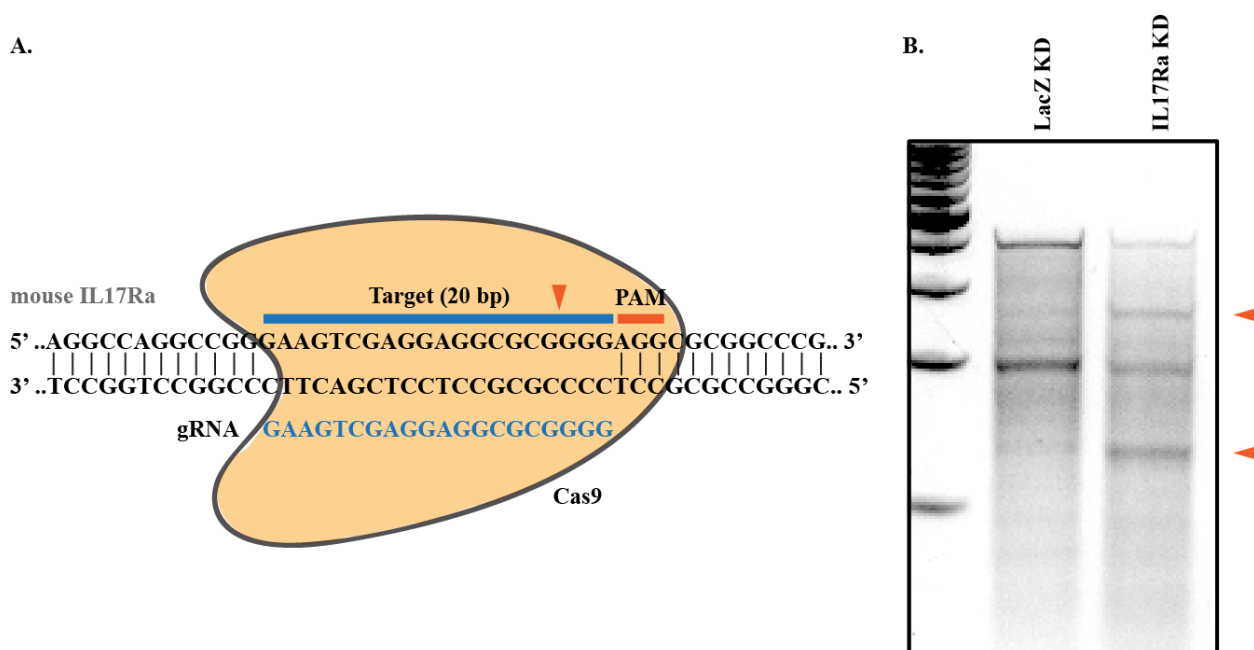 A.
mouse IL17Ra
Target (20 bp)
PAM
5’ ..AGGCCAGGCCGGGAAGTCGAGGAGGCGCGGGGAGGCGCGGCCCG.. 3’
3’ ..TCCGGTCCGGCCCTTCAGCTCCTCCGCGCCCCTCCGCGCCGGGC.. 5’
gRNA GAAGTCGAGGAGGCGCGGGG
Cas9
B.
LacZ KD
IL17Ra KD